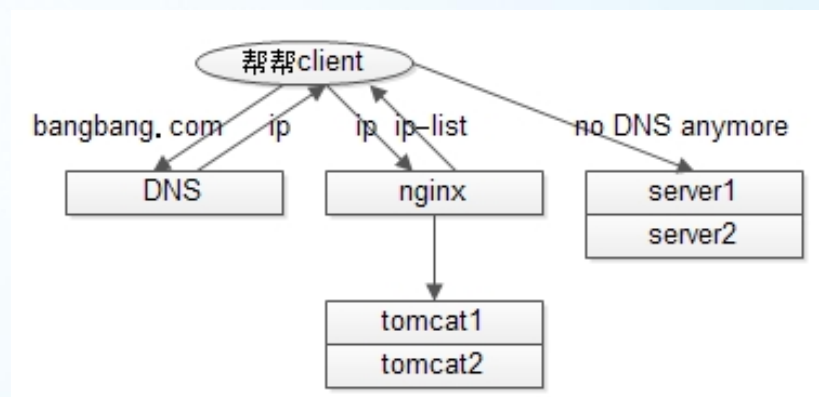 帮帮client
bangbang.com
ip
ip
ip-list
no DNS anymore
DNS
nginx
server1
server2
tomcat1
tomcat2